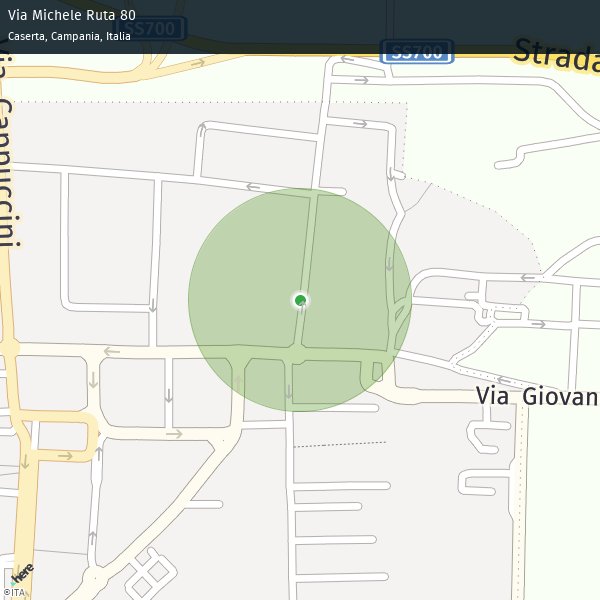 Via Michele Ruta 80
Caserta, Campania, Italia
SS700
SS700
Strada
Via Cappuccini
Via Giovan
here
©ITA